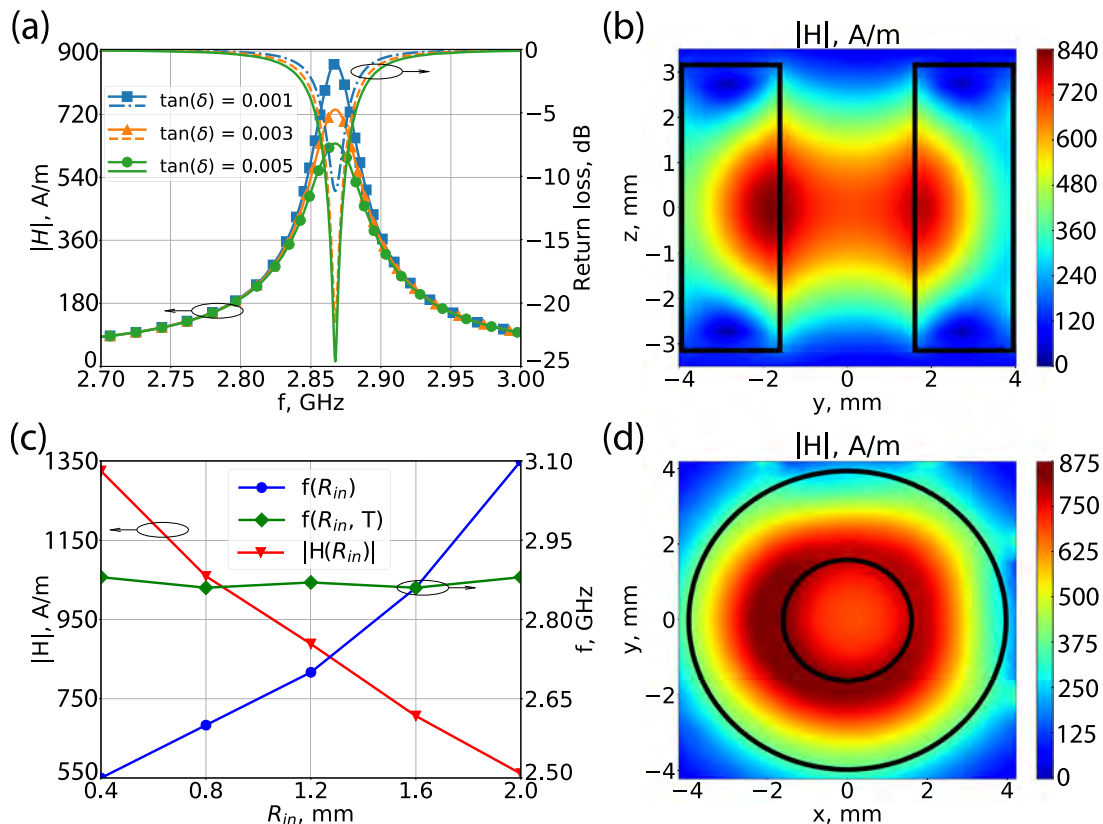 (a)
900
720
540
360
180
0
|H|, A/m
tan(δ) = 0.001
tan(δ) = 0.003
tan(δ) = 0.005
0
−5
−10
−15
−20
−25
Return loss, dB
2.70 2.75 2.80 2.85 2.90 2.95 3.00
f, GHz
(b)
|H|, A/m
3
2
1
0
−1
−2
−3
z, mm
−4 −2 0 2 4
y, mm
840
720
600
480
360
240
120
0
(c)
1350
1150
950
750
550
|H|, A/m
f(R_in)
f(R_in, T)
|H(R_in)|
3.10
2.95
2.80
2.65
2.50
f, GHz
0.4 0.8 1.2 1.6 2.0
R_in, mm
(d)
|H|, A/m
4
2
0
−2
−4
y, mm
−4 −2 0 2 4
x, mm
875
750
625
500
375
250
125
0